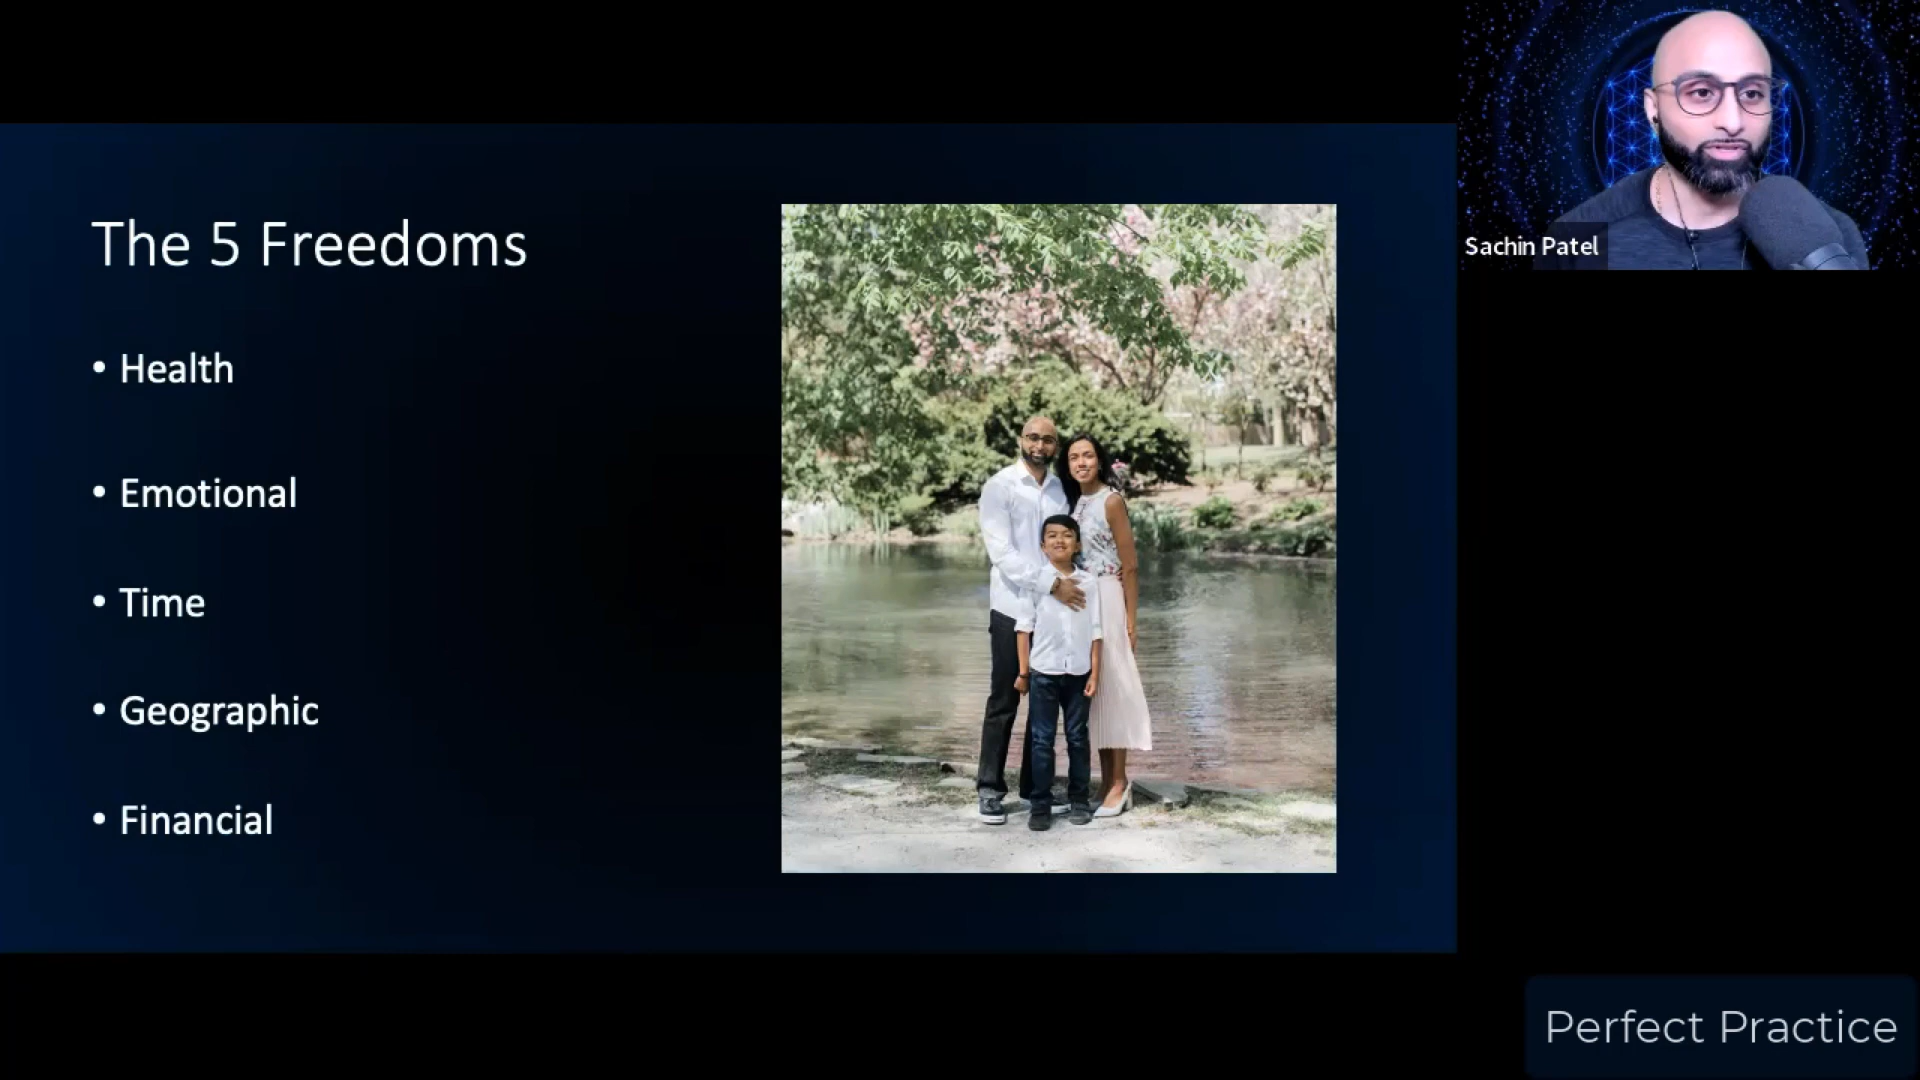 The 5 Freedoms
• Health
• Emotional
• Time
• Geographic
• Financial
Sachin Patel
Perfect Practice